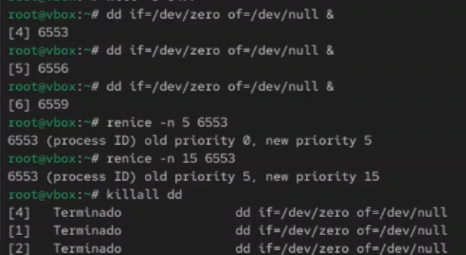 root@vbox:~# dd if=/dev/zero of=/dev/null &
[4] 6553
root@vbox:~# dd if=/dev/zero of=/dev/null &
[5] 6556
root@vbox:~# dd if=/dev/zero of=/dev/null &
[6] 6559
root@vbox:~# renice -n 5 6553
6553 (process ID) old priority 0, new priority 5
root@vbox:~# renice -n 15 6553
6553 (process ID) old priority 5, new priority 15
root@vbox:~# killall dd
[4] Terminado dd if=/dev/zero of=/dev/null
[1] Terminado dd if=/dev/zero of=/dev/null
[2] Terminado dd if=/dev/zero of=/dev/null